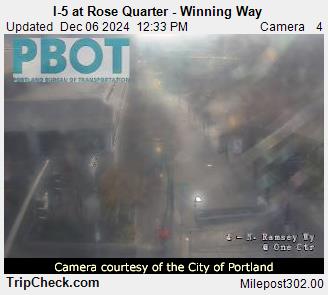 I-5 at Rose Quarter - Winning Way
Updated Dec 06 2024 12:33 PM Camera 4
PBOT
PORTLAND BUREAU OF TRANSPORTATION
4 - N. Ramsey Wy
@ One Ctr
Camera courtesy of the City of Portland
TripCheck.com Milepost302.00